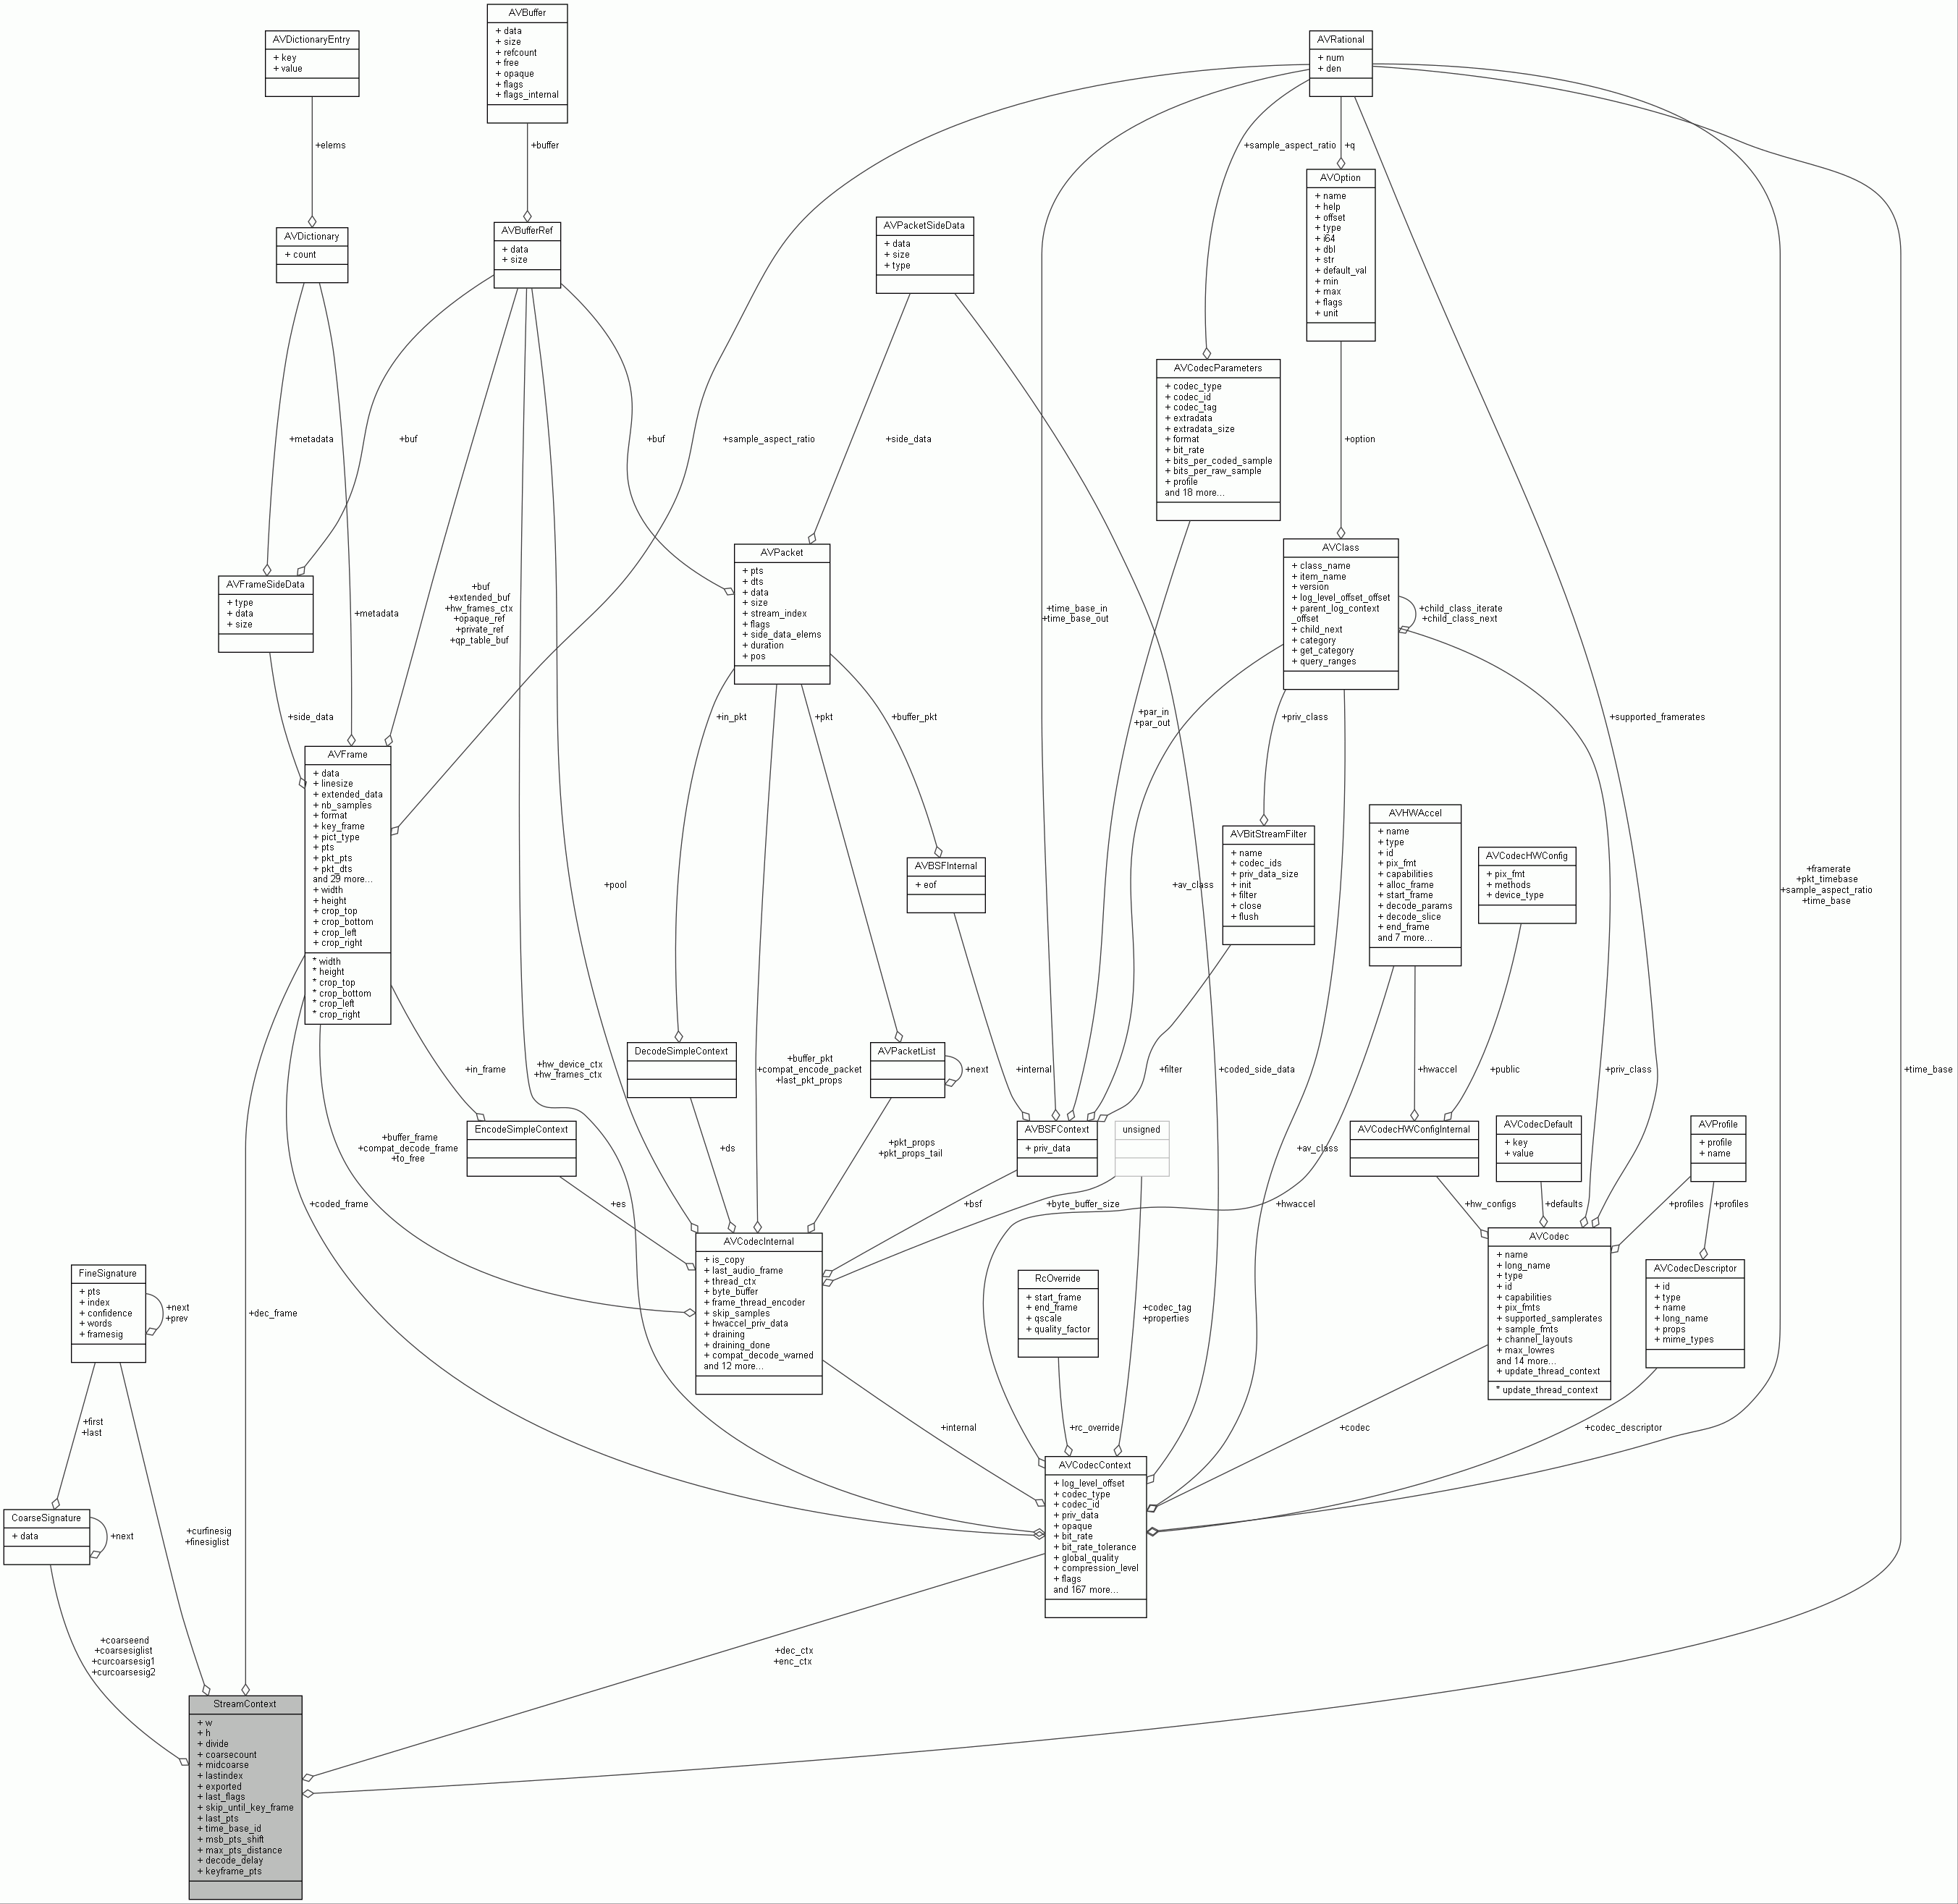 AVBuffer
+ data
+ size
+ refcount
+ free
+ opaque
+ flags
+ flags_internal
AVDictionaryEntry
+ key
+ value
AVRational
+ num
+ den
+elems
+buffer
+sample_aspect_ratio
+q
AVOption
+ name
+ help
+ offset
+ type
+ i64
+ dbl
+ str
+ default_val
+ min
+ max
+ flags
+ unit
AVDictionary
+ count
AVBufferRef
+ data
+ size
AVPacketSideData
+ data
+ size
+ type
AVCodecParameters
+ codec_type
+ codec_id
+ codec_tag
+ extradata
+ extradata_size
+ format
+ bit_rate
+ bits_per_coded_sample
+ bits_per_raw_sample
+ profile
and 18 more...
+metadata
+buf
+buf
+sample_aspect_ratio
+side_data
+option
AVPacket
+ pts
+ dts
+ data
+ size
+ stream_index
+ flags
+ side_data_elems
+ duration
+ pos
AVClass
+ class_name
+ item_name
+ version
+ log_level_offset_offset
+ parent_log_context
_offset
+ child_next
+ category
+ get_category
+ query_ranges
+child_class_iterate
+child_class_next
AVFrameSideData
+ type
+ data
+ size
+metadata
+buf
+extended_buf
+hw_frames_ctx
+opaque_ref
+private_ref
+qp_table_buf
+time_base_in
+time_base_out
+side_data
+in_pkt
+pkt
+buffer_pkt
+par_in
+par_out
+priv_class
+supported_framerates
AVFrame
+ data
+ linesize
+ extended_data
+ nb_samples
+ format
+ key_frame
+ pict_type
+ pts
+ pkt_pts
+ pkt_dts
and 29 more...
+ width
+ height
+ crop_top
+ crop_bottom
+ crop_left
+ crop_right
* width
* height
* crop_top
* crop_bottom
* crop_left
* crop_right
+pool
AVBSFInternal
+ eof
+av_class
AVBitStreamFilter
+ name
+ codec_ids
+ priv_data_size
+ init
+ filter
+ close
+ flush
AVHWAccel
+ name
+ type
+ id
+ pix_fmt
+ capabilities
+ alloc_frame
+ start_frame
+ decode_params
+ decode_slice
+ end_frame
and 7 more...
AVCodecHWConfig
+ pix_fmt
+ methods
+ device_type
+framerate
+pkt_timebase
+sample_aspect_ratio
+time_base
+in_frame
+hw_device_ctx
+hw_frames_ctx
DecodeSimpleContext
+buffer_pkt
+compat_encode_packet
+last_pkt_props
AVPacketList
+next
+internal
+filter
+coded_side_data
+hwaccel
+public
+priv_class
+time_base
+buffer_frame
+compat_decode_frame
+to_free
EncodeSimpleContext
+ds
+pkt_props
+pkt_props_tail
AVBSFContext
+ priv_data
unsigned
+av_class
AVCodecHWConfigInternal
AVCodecDefault
+ key
+ value
AVProfile
+ profile
+ name
+coded_frame
+es
+bsf
+byte_buffer_size
+hwaccel
+hw_configs
+defaults
+profiles
+profiles
AVCodecInternal
+ is_copy
+ last_audio_frame
+ thread_ctx
+ byte_buffer
+ frame_thread_encoder
+ skip_samples
+ hwaccel_priv_data
+ draining
+ draining_done
+ compat_decode_warned
and 12 more...
AVCodec
+ name
+ long_name
+ type
+ id
+ capabilities
+ pix_fmts
+ supported_samplerates
+ sample_fmts
+ channel_layouts
+ max_lowres
and 14 more...
+ update_thread_context
* update_thread_context
AVCodecDescriptor
+ id
+ type
+ name
+ long_name
+ props
+ mime_types
FineSignature
+ pts
+ index
+ confidence
+ words
+ framesig
+next
+prev
+dec_frame
RcOverride
+ start_frame
+ end_frame
+ qscale
+ quality_factor
+codec_tag
+properties
+first
+last
+internal
+rc_override
+codec
+codec_descriptor
AVCodecContext
+ log_level_offset
+ codec_type
+ codec_id
+ priv_data
+ opaque
+ bit_rate
+ bit_rate_tolerance
+ global_quality
+ compression_level
+ flags
and 167 more...
CoarseSignature
+ data
+next
+curfinesig
+finesiglist
+coarseend
+coarsesiglist
+curcoarsesig1
+curcoarsesig2
+dec_ctx
+enc_ctx
StreamContext
+ w
+ h
+ divide
+ coarsecount
+ midcoarse
+ lastindex
+ exported
+ last_flags
+ skip_until_key_frame
+ last_pts
+ time_base_id
+ msb_pts_shift
+ max_pts_distance
+ decode_delay
+ keyframe_pts